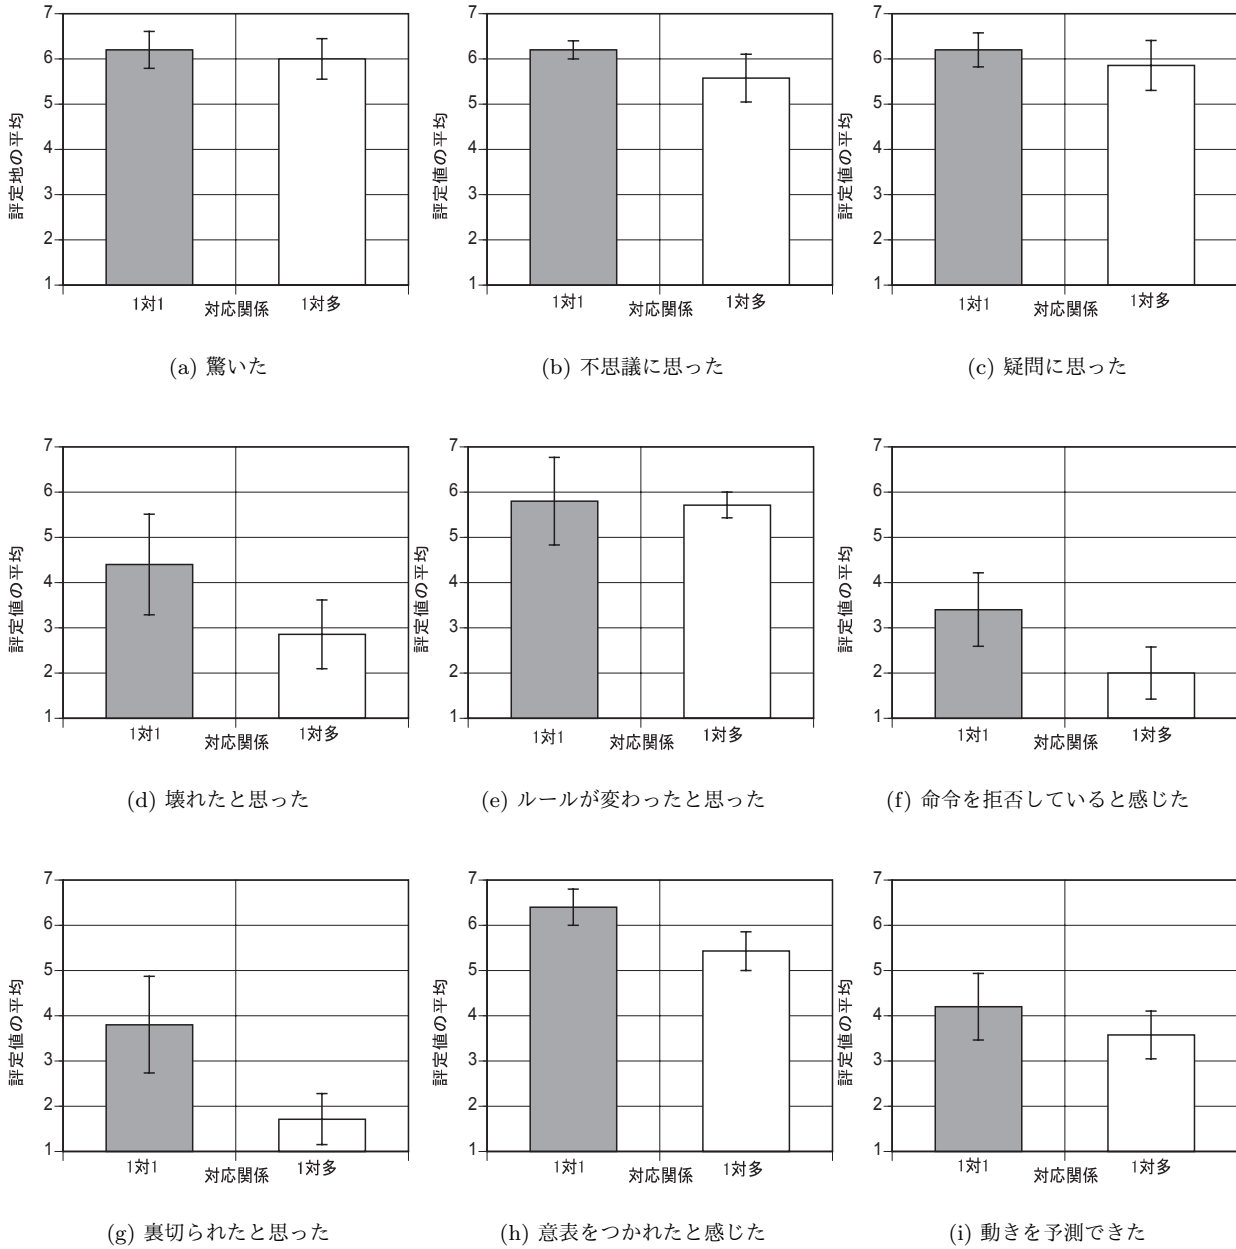 7
6
5
4
3
2
1
評定地の平均
1対1 対応関係 1対多
(a) 驚いた
7
6
5
4
3
2
1
評定値の平均
1対1 対応関係 1対多
(b) 不思議に思った
7
6
5
4
3
2
1
評定値の平均
1対1 対応関係 1対多
(c) 疑問に思った
7
6
5
4
3
2
1
評定値の平均
1対1 対応関係 1対多
(d) 壊れたと思った
7
6
5
4
3
2
1
評定値の平均
1対1 対応関係 1対多
(e) ルールが変わったと思った
7
6
5
4
3
2
1
評定値の平均
1対1 対応関係 1対多
(f) 命令を拒否していると感じた
7
6
5
4
3
2
1
評定値の平均
1対1 対応関係 1対多
(g) 裏切られたと思った
7
6
5
4
3
2
1
評定値の平均
1対1 対応関係 1対多
(h) 意表をつかれたと感じた
7
6
5
4
3
2
1
評定値の平均
1対1 対応関係 1対多
(i) 動きを予測できた